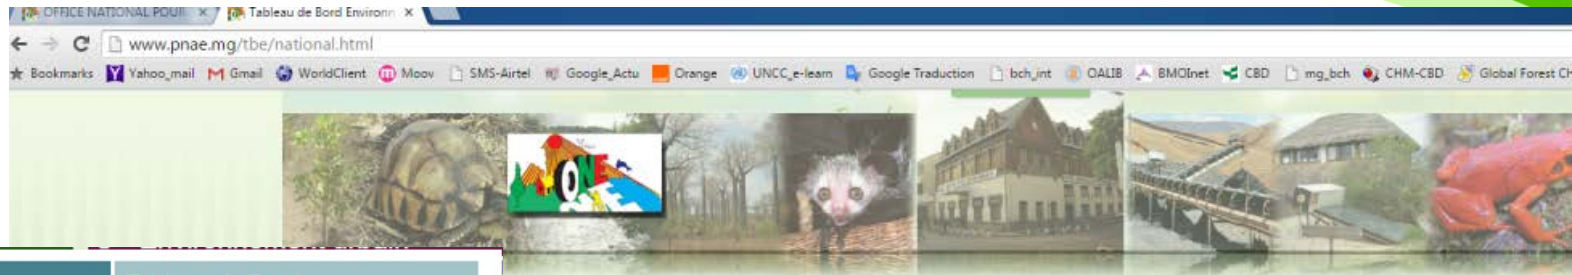 OFFICE NATIONAL POUR
Tableau de Bord Environn
www.pnae.mg/tbe/national.html
Bookmarks Yahoo_mail Gmail WorldClient Moov SMS-Airtel Google_Actu Orange UNCC_e-learn Google Traduction bch_int OALIB BMOInet CBD mg_bch CHM-CBD Global Forest Ch
ONE